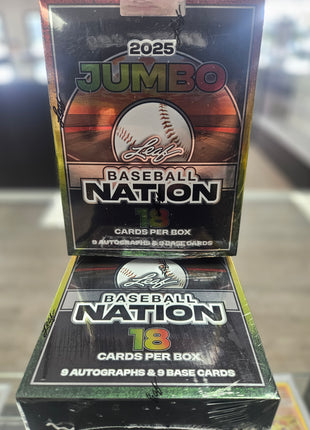 2025
JUMBO
Leaf
BASEBALL
NATION
18
CARDS PER BOX
9 AUTOGRAPHS & 9 BASE CARDS
Leaf
BASEBALL
NATION
18
CARDS PER BOX
9 AUTOGRAPHS & 9 BASE CARDS